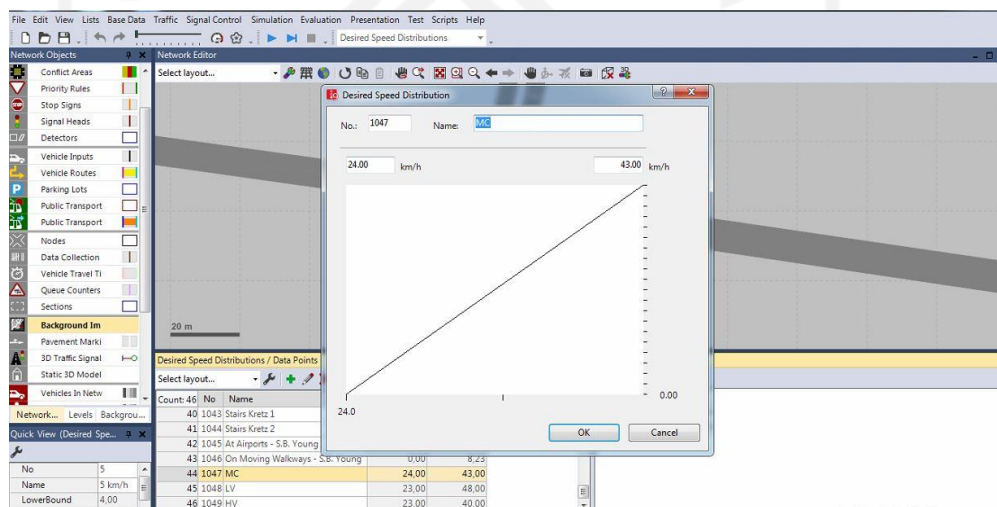 File Edit View Lists Base Data Traffic Signal Control Simulation Evaluation Presentation Test Scripts Help
Desired Speed Distributions
Network Objects
Conflict Areas
Priority Rules
Stop Signs
Signal Heads
Detectors
Vehicle Inputs
Vehicle Routes
Parking Lots
Public Transport
Public Transport
Nodes
Data Collection
Vehicle Travel Ti
Queue Counters
Sections
Background Im
Pavement Marki
3D Traffic Signal
Static 3D Model
Vehicles In Netw
Network... Levels Backgrou...
Quick View (Desired Spe...
No 5
Name 5 km/h
LowerBound 4,00
Network Editor
Select layout...
20 m
Desired Speed Distribution
No.: 1047 Name: MC
24.00 km/h 43.00 km/h
0.00
24.0
OK Cancel
Desired Speed Distributions / Data Points
Select layout...
Count: 46 No Name
40 1043 Stairs Kretz 1
41 1044 Stairs Kretz 2
42 1045 At Airports - S.B. Young
43 1046 On Moving Walkways - S.B. Young 0,00 8,23
44 1047 MC 24,00 43,00
45 1048 LV 23,00 48,00
46 1049 HV 23,00 40,00